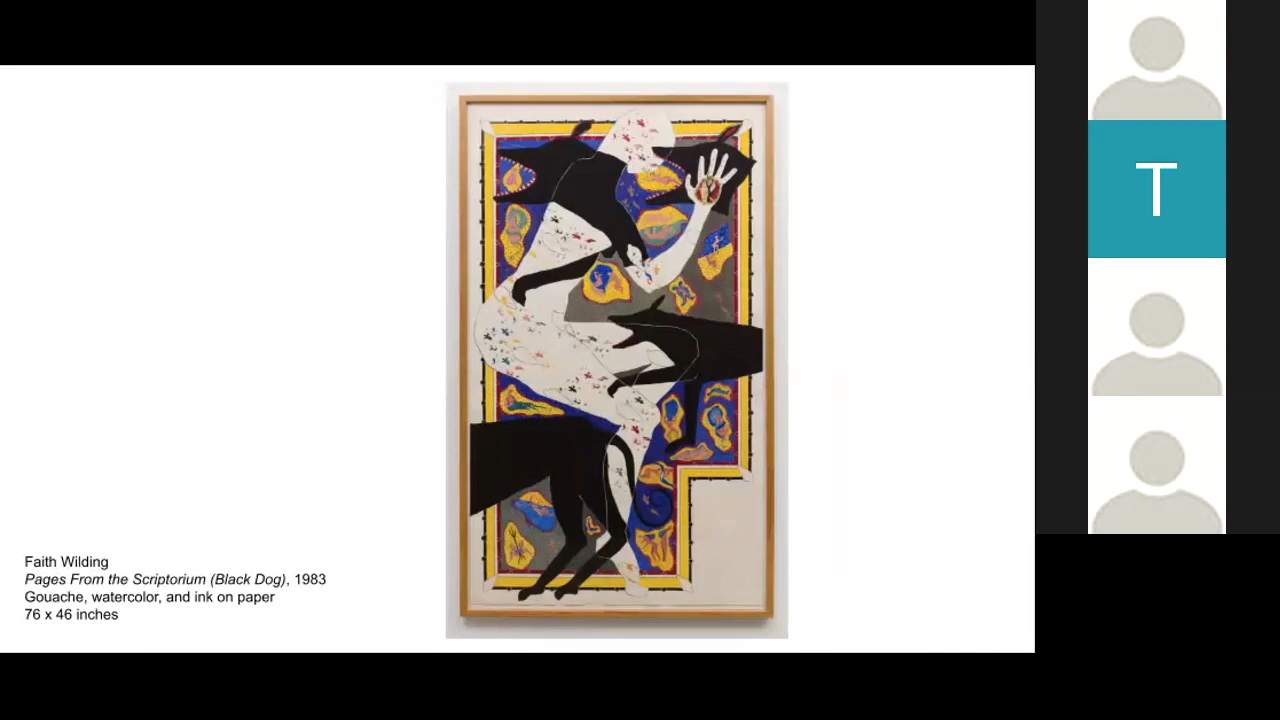 Faith Wilding
Pages From the Scriptorium (Black Dog), 1983
Gouache, watercolor, and ink on paper
76 x 46 inches
T